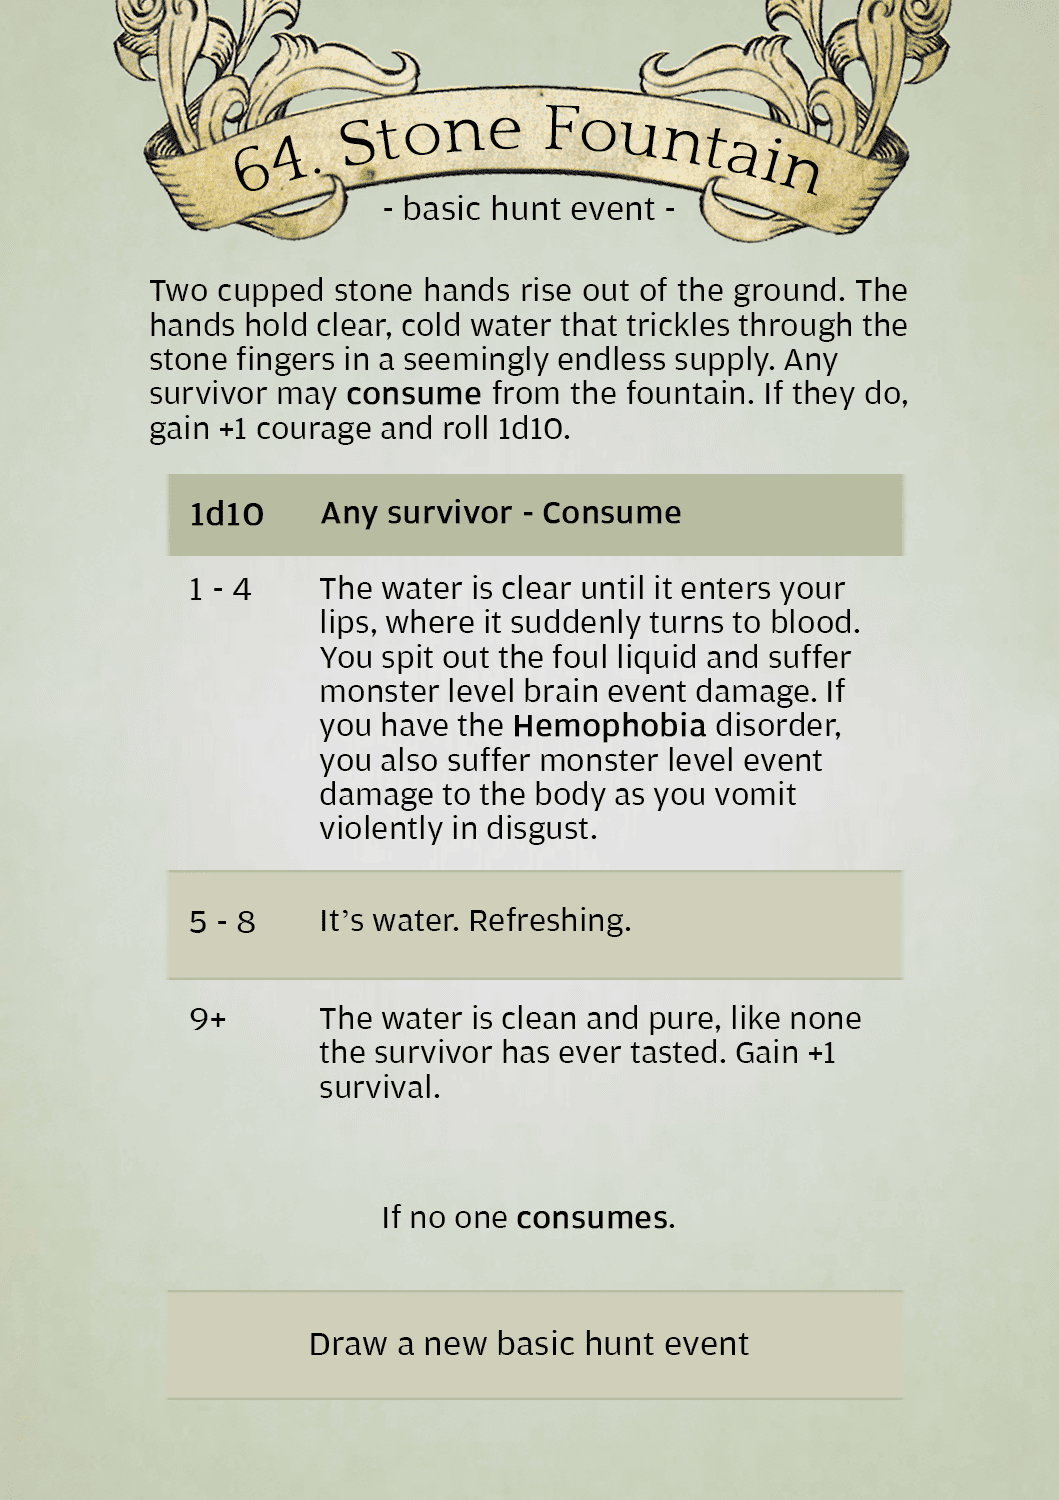 64. Stone Fountain
- basic hunt event -
Two cupped stone hands rise out of the ground. The
hands hold clear, cold water that trickles through the
stone fingers in a seemingly endless supply. Any
survivor may consume from the fountain. If they do,
gain +1 courage and roll 1d10.
1d10 Any survivor - Consume
1 - 4 The water is clear until it enters your
lips, where it suddenly turns to blood.
You spit out the foul liquid and suffer
monster level brain event damage. If
you have the Hemophobia disorder,
you also suffer monster level event
damage to the body as you vomit
violently in disgust.
5 - 8 It’s water. Refreshing.
9+ The water is clean and pure, like none
the survivor has ever tasted. Gain +1
survival.
If no one consumes.
Draw a new basic hunt event